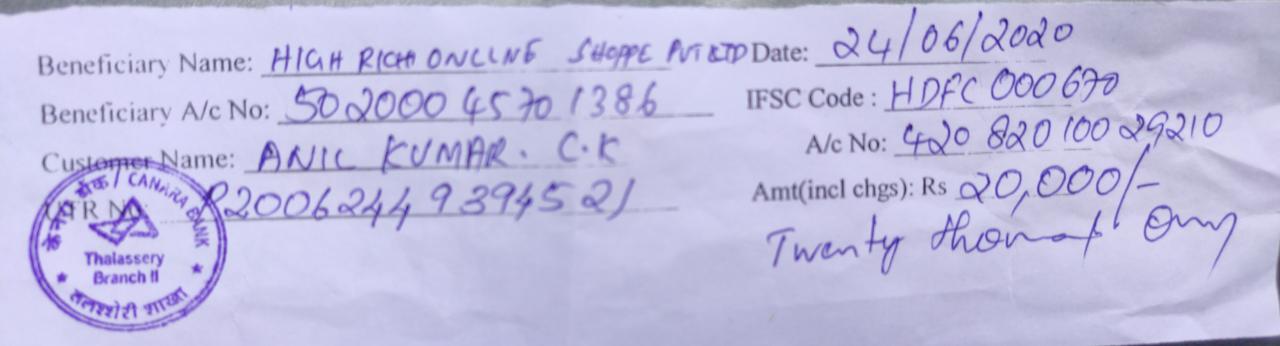 Beneficiary Name: HIGH RICH ONLINE SHOPPE PVT LTD Date: 24/06/2020
Beneficiary A/c No: 50200045701386 IFSC Code : HDFC 000670
Customer Name: ANIL KUMAR. C.K A/c No: 420 820 100 29210
UTR No P200624493945 21 Amt(incl chgs): Rs 20,000/-
Twenty thousand Only
केनरा बैंक / CANARA BANK
Thalassery
Branch II
तलश्शेरी शाखा